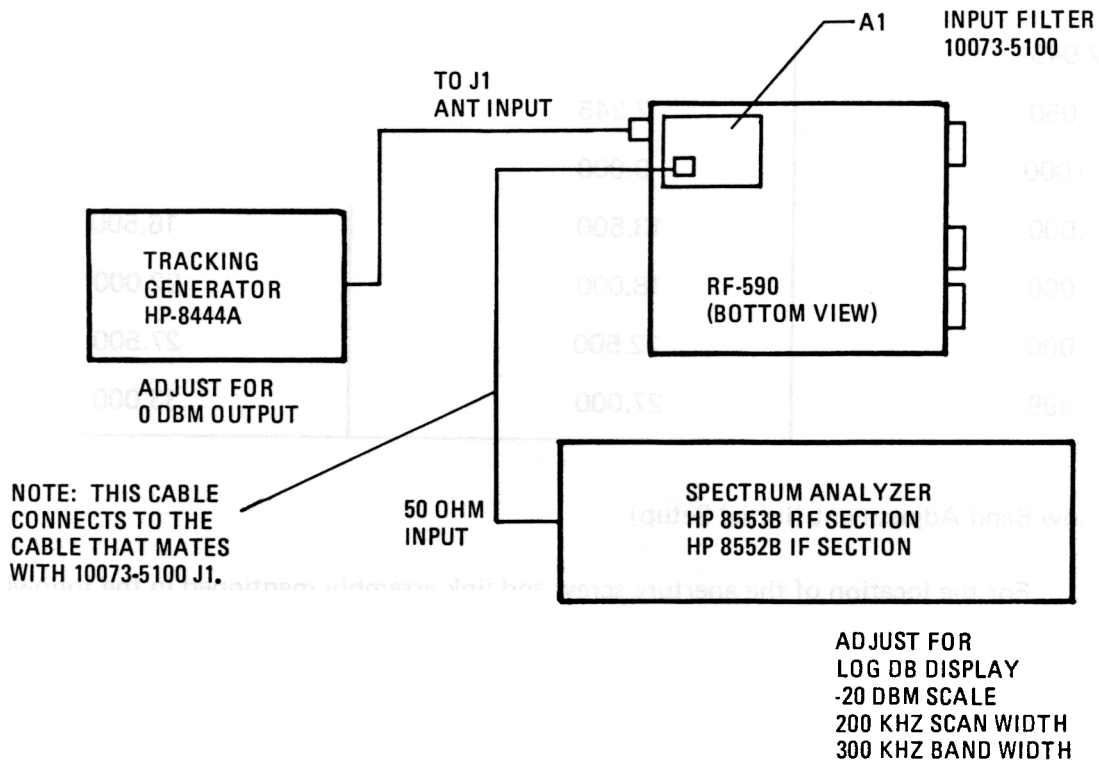 A1
INPUT FILTER
10073-5100
TO J1
ANT INPUT
TRACKING
GENERATOR
HP-8444A
RF-590
(BOTTOM VIEW)
ADJUST FOR
0 DBM OUTPUT
NOTE: THIS CABLE
CONNECTS TO THE
CABLE THAT MATES
WITH 10073-5100 J1.
50 OHM
INPUT
SPECTRUM ANALYZER
HP 8553B RF SECTION
HP 8552B IF SECTION
ADJUST FOR
LOG DB DISPLAY
-20 DBM SCALE
200 KHZ SCAN WIDTH
300 KHZ BAND WIDTH